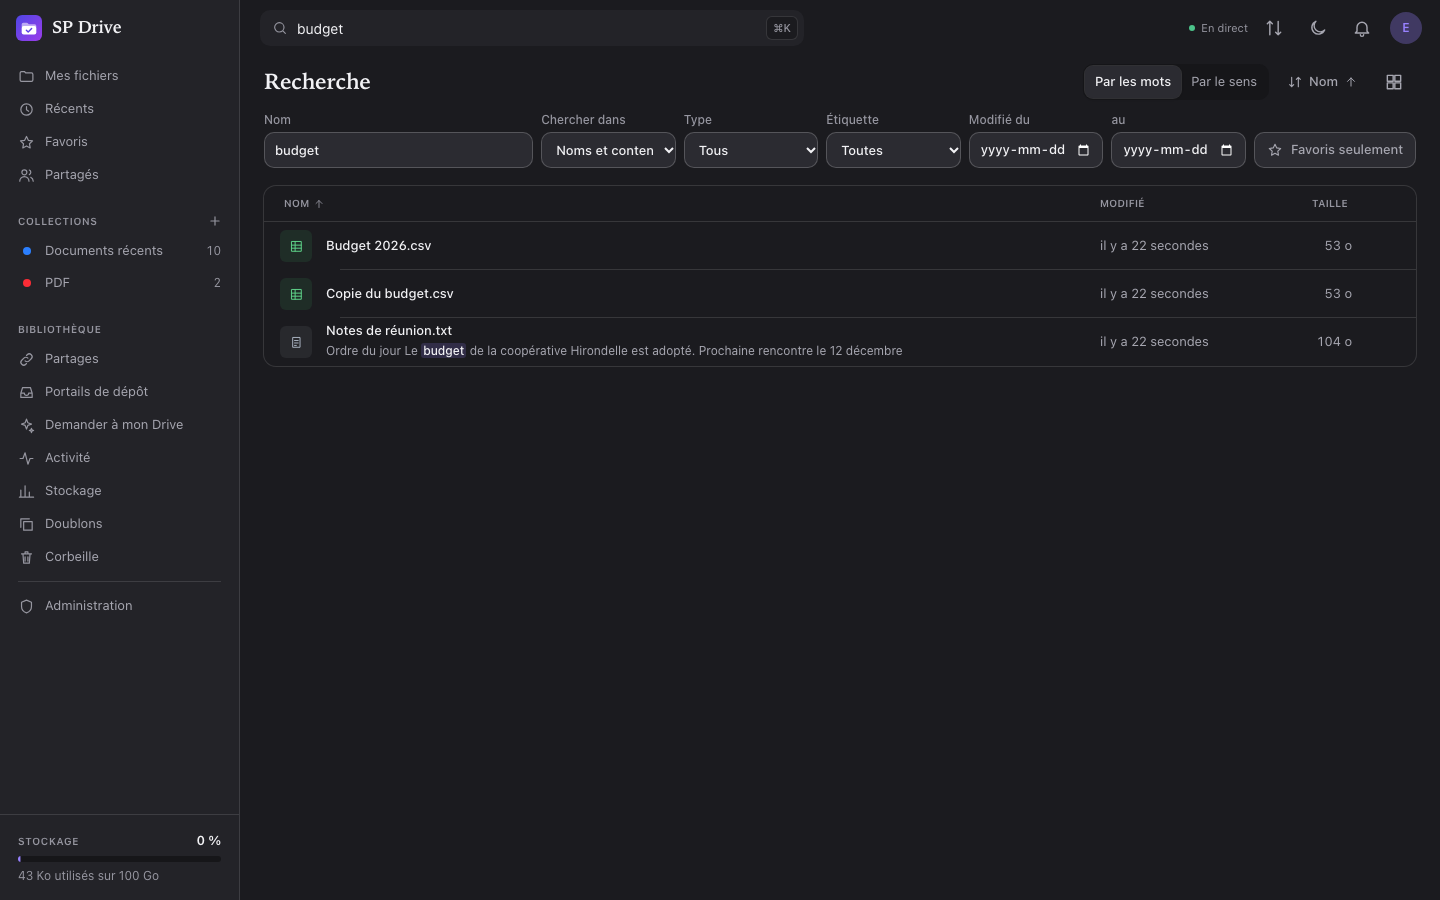 SP Drive
budget
⌘K
En direct
E
Mes fichiers
Récents
Favoris
Partagés
COLLECTIONS
Documents récents 10
PDF 2
BIBLIOTHÈQUE
Partages
Portails de dépôt
Demander à mon Drive
Activité
Stockage
Doublons
Corbeille
Administration
STOCKAGE 0 %
43 Ko utilisés sur 100 Go
Recherche
Par les mots Par le sens Nom
Nom Chercher dans Type Étiquette Modifié du au
budget Noms et conten Tous Toutes yyyy-mm-dd yyyy-mm-dd Favoris seulement
NOM MODIFIÉ TAILLE
Budget 2026.csv il y a 22 secondes 53 o
Copie du budget.csv il y a 22 secondes 53 o
Notes de réunion.txt
Ordre du jour Le budget de la coopérative Hirondelle est adopté. Prochaine rencontre le 12 décembre il y a 22 secondes 104 o